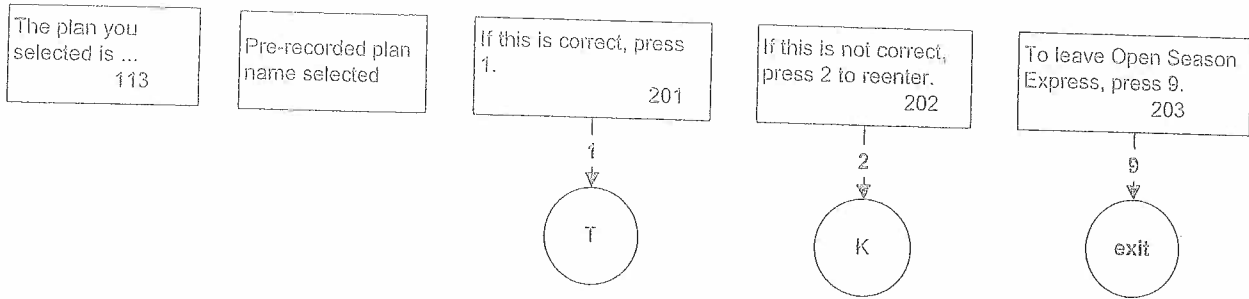 The plan you
selected is ...
113
Pre-recorded plan
name selected
If this is correct, press
1.
201
If this is not correct,
press 2 to reenter.
202
To leave Open Season
Express, press 9.
203
1
2
9
T
K
exit